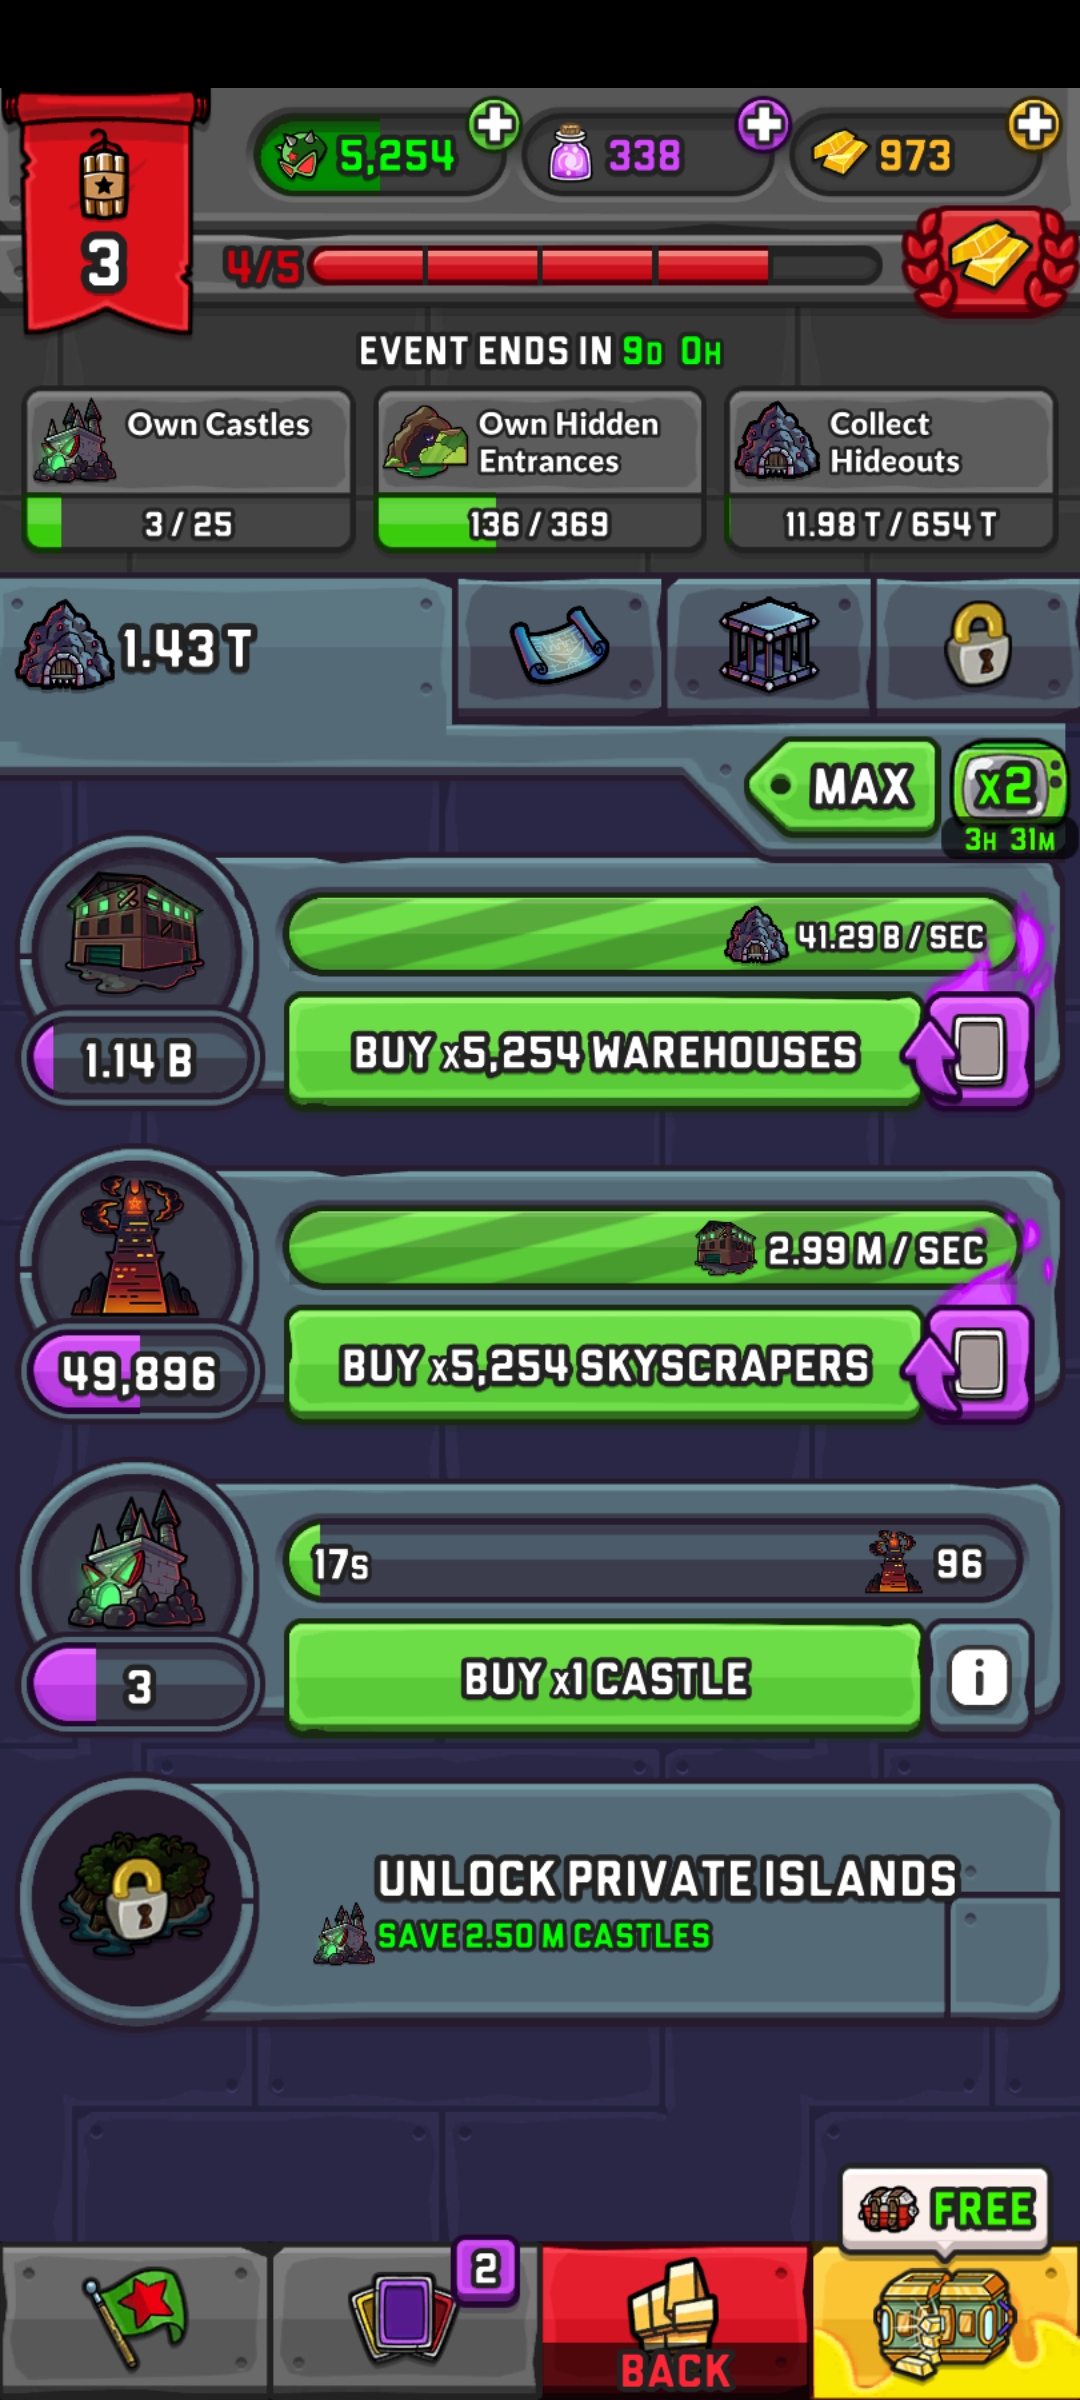 5,254
338
973
3
4/5
EVENT ENDS IN 9D 0H
Own Castles
3 / 25
Own Hidden
Entrances
136 / 369
Collect
Hideouts
11.98 T / 654 T
1.43 T
MAX
x2
3H 31M
41.29 B / SEC
1.14 B
BUY x5,254 WAREHOUSES
2.99 M / SEC
49,896
BUY x5,254 SKYSCRAPERS
17s
96
3
BUY x1 CASTLE
i
UNLOCK PRIVATE ISLANDS
SAVE 2.50 M CASTLES
FREE
2
BACK